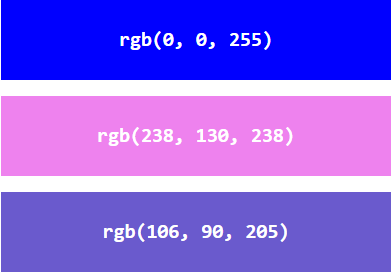 rgb(0, 0, 255)
rgb(238, 130, 238)
rgb(106, 90, 205)